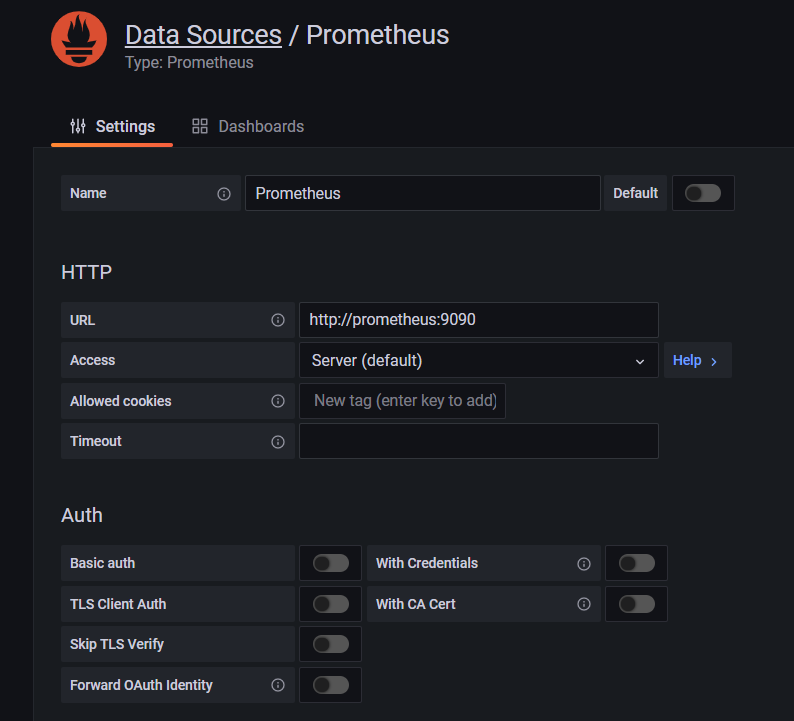 Data Sources / Prometheus
Type: Prometheus
Settings Dashboards
Name Prometheus Default
HTTP
URL http://prometheus:9090
Access Server (default) Help
Allowed cookies New tag (enter key to add)
Timeout
Auth
Basic auth With Credentials
TLS Client Auth With CA Cert
Skip TLS Verify
Forward OAuth Identity